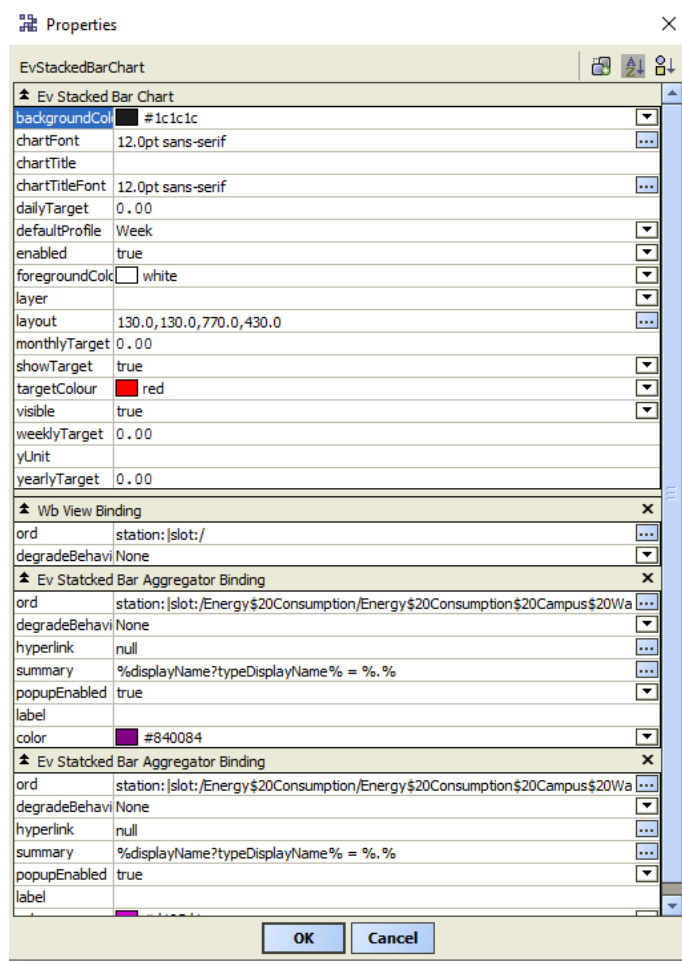 Properties
EvStackedBarChart
Ev Stacked Bar Chart
backgroundCol #1c1c1c
chartFont 12.0pt sans-serif
chartTitle
chartTitleFont 12.0pt sans-serif
dailyTarget 0.00
defaultProfile Week
enabled true
foregroundColo white
layer
layout 130.0,130.0,770.0,430.0
monthlyTarget 0.00
showTarget true
targetColour red
visible true
weeklyTarget 0.00
yUnit
yearlyTarget 0.00
Wb View Binding
ord station:|slot:/
degradeBehavi None
Ev Statcked Bar Aggregator Binding
ord station:|slot:/Energy$20Consumption/Energy$20Consumption$20Campus$20Wa
degradeBehavi None
hyperlink null
summary %displayName?typeDisplayName% = %.%
popupEnabled true
label
color #840084
Ev Statcked Bar Aggregator Binding
ord station:|slot:/Energy$20Consumption/Energy$20Consumption$20Campus$20Wa
degradeBehavi None
hyperlink null
summary %displayName?typeDisplayName% = %.%
popupEnabled true
label
OK Cancel